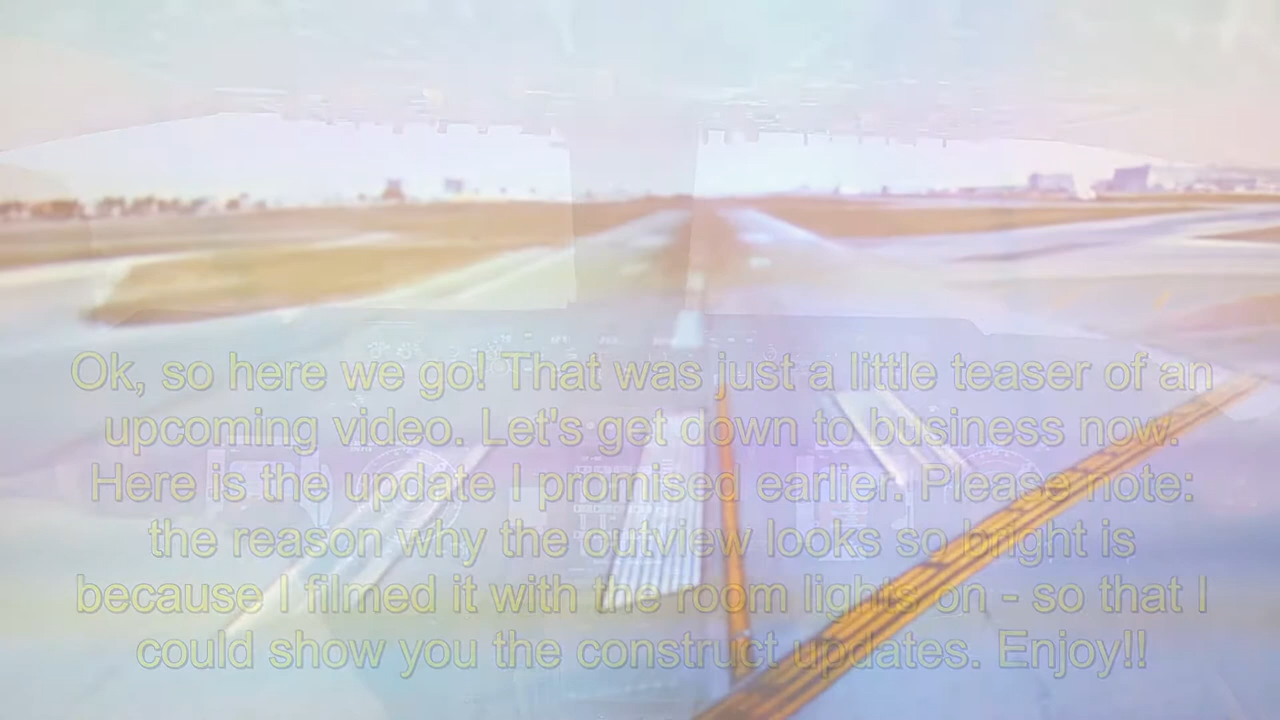 Ok, so here we go! That was just a little teaser of an
upcoming video. Let's get down to business now.
Here is the update I promised earlier. Please note:
the reason why the outview looks so bright is
because I filmed it with the room lights on - so that I
could show you the construct updates. Enjoy!!